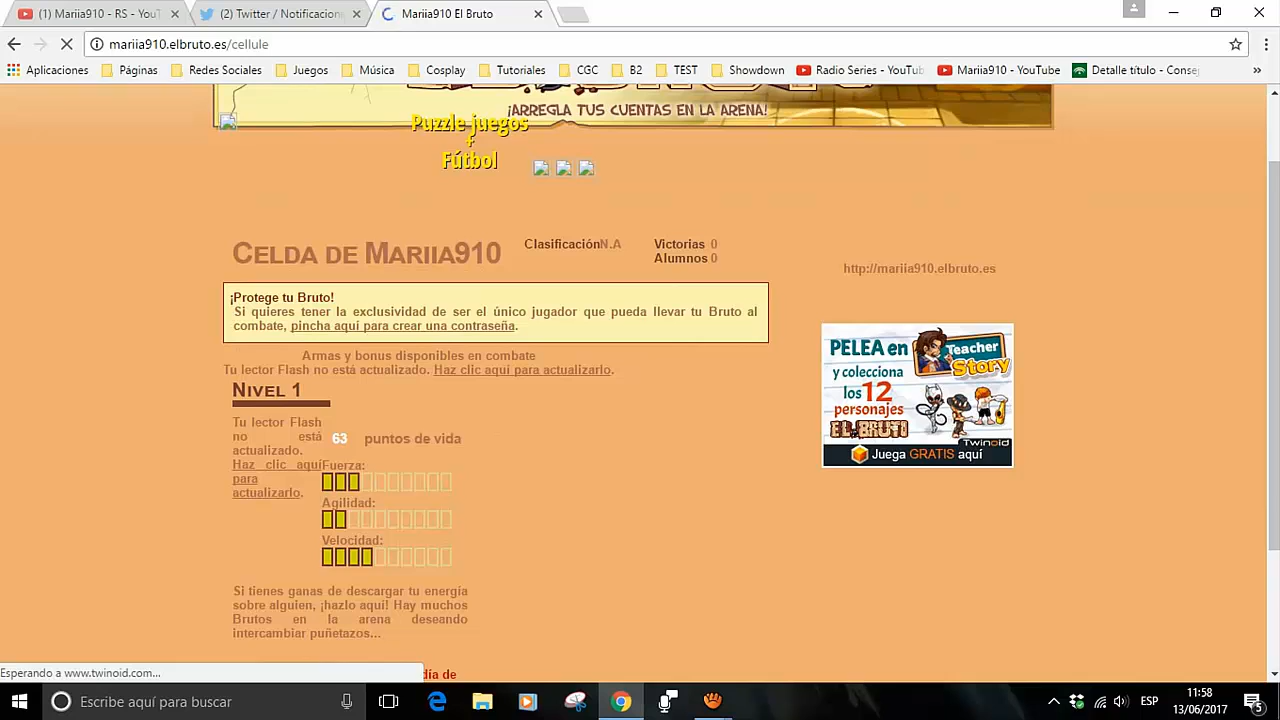 (1) Mariia910 - RS - YouT
(2) Twitter / Notificacion
Mariia910 El Bruto
mariia910.elbruto.es/cellule
Aplicaciones
Páginas
Redes Sociales
Juegos
Música
Cosplay
Tutoriales
CGC
B2
TEST
Showdown
Radio Series - YouTub
Mariia910 - YouTube
Detalle título - Conse
»
¡ARREGLA TUS CUENTAS EN LA ARENA!
Puzzle juegos
+
Fútbol
CELDA DE MARIIA910
Clasificación N.A
Victorias 0
Alumnos 0
http://mariia910.elbruto.es
¡Protege tu Bruto!
Si quieres tener la exclusividad de ser el único jugador que pueda llevar tu Bruto al
combate, pincha aquí para crear una contraseña.
Armas y bonus disponibles en combate
Tu lector Flash no está actualizado. Haz clic aquí para actualizarlo.
NIVEL 1
Tu lector Flash
no está
actualizado.
Haz clic aquí
para
actualizarlo.
63 puntos de vida
Fuerza:
Agilidad:
Velocidad:
PELEA en
y colecciona
los 12
personajes
EL BRUTO
Teacher
Story
Twinoid
Juega GRATIS aquí
Si tienes ganas de descargar tu energía
sobre alguien, ¡hazlo aquí! Hay muchos
Brutos en la arena deseando
intercambiar puñetazos...
día de
Esperando a www.twinoid.com...
Escribe aquí para buscar
ESP
11:58
13/06/2017
5